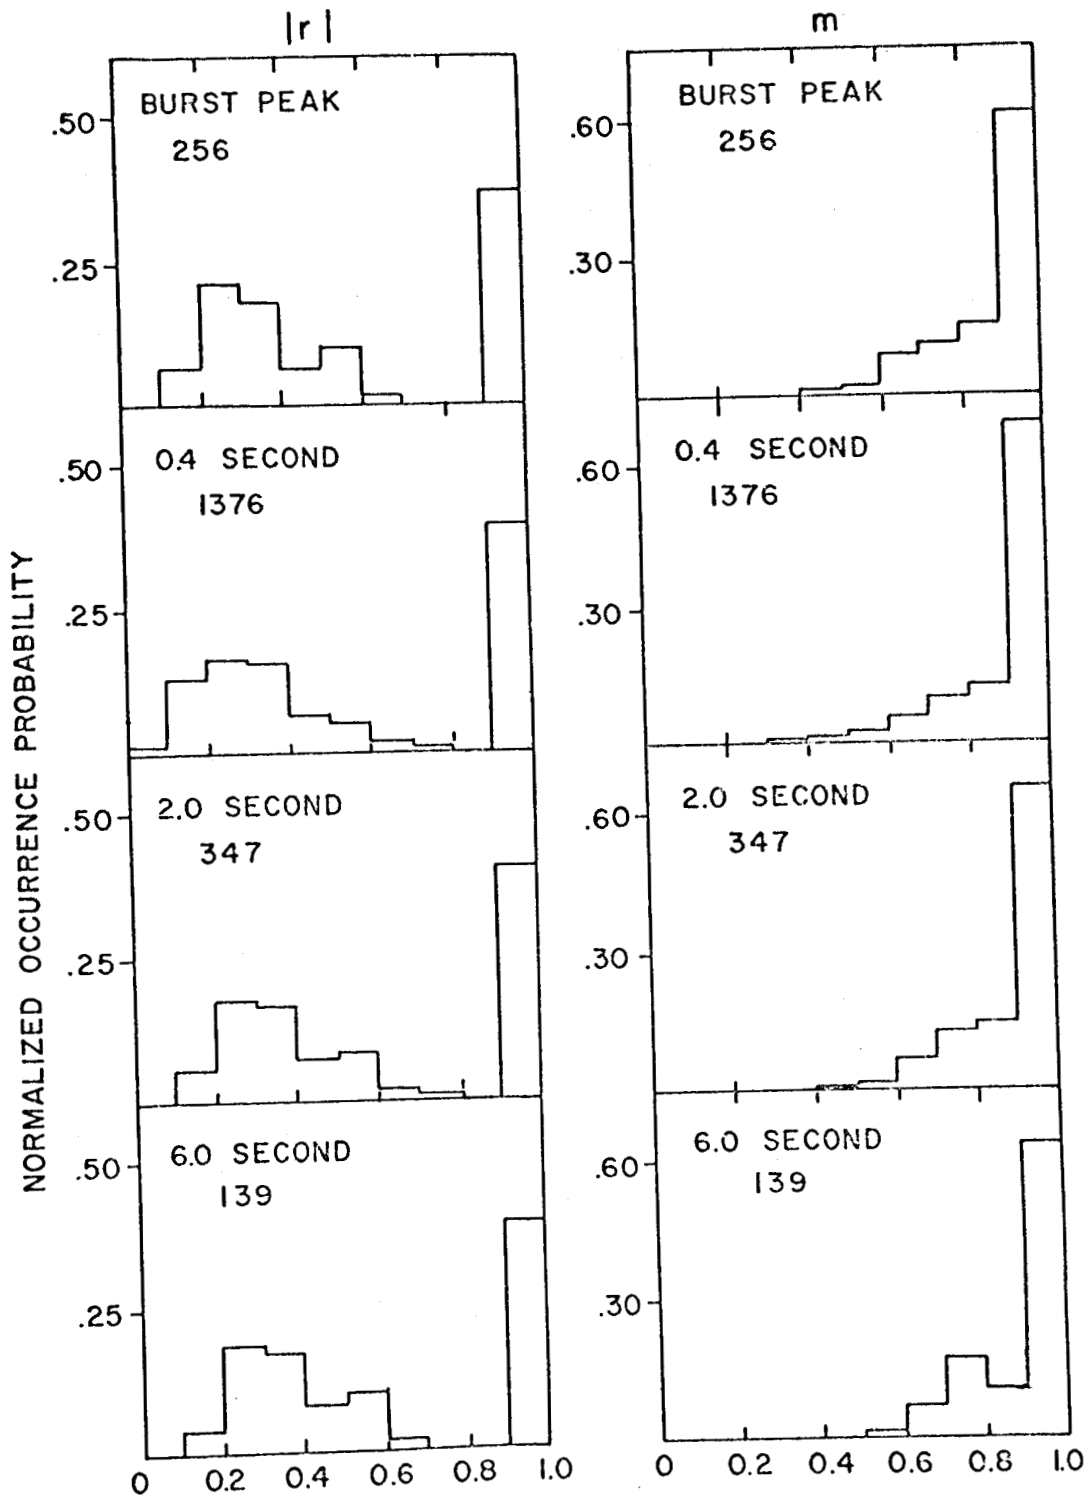 |r|
m
BURST PEAK
256
.50
.25
BURST PEAK
256
.60
.30
0.4 SECOND
1376
.50
.25
0.4 SECOND
1376
.60
.30
2.0 SECOND
347
.50
.25
2.0 SECOND
347
.60
.30
6.0 SECOND
139
.50
.25
6.0 SECOND
139
.60
.30
0 0.2 0.4 0.6 0.8 1.0
0 0.2 0.4 0.6 0.8 1.0
NORMALIZED OCCURRENCE PROBABILITY